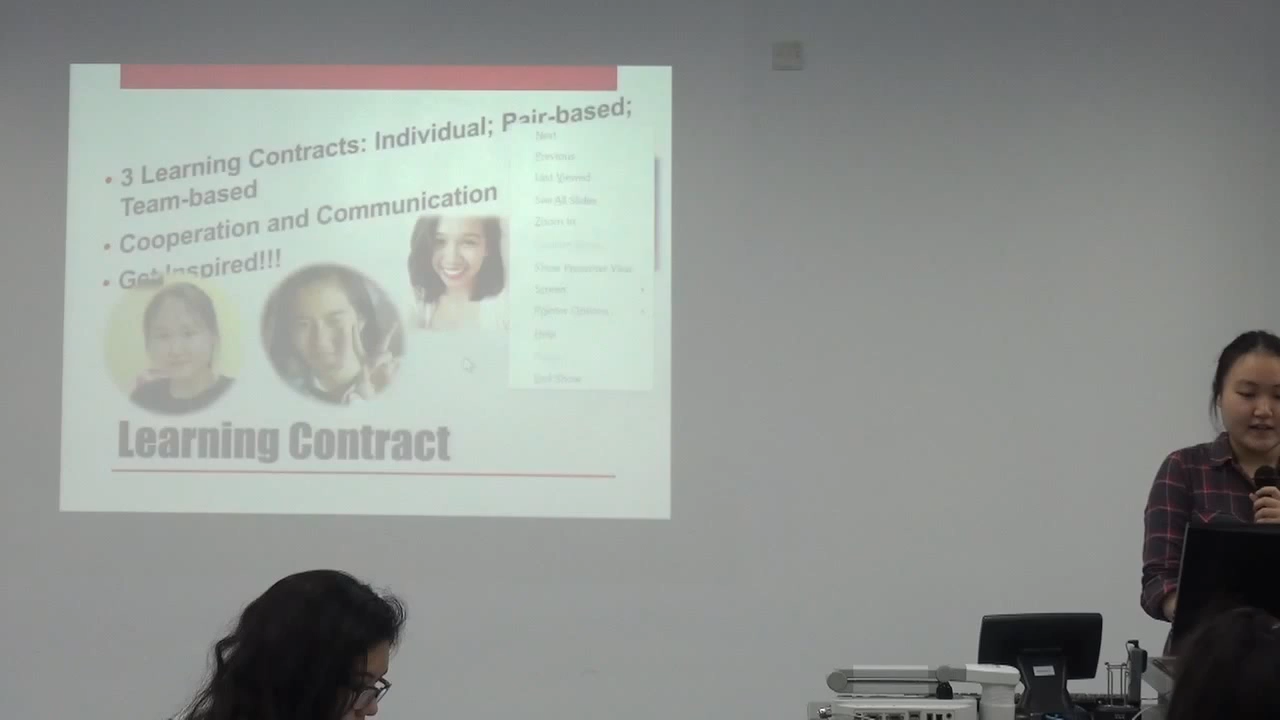 • 3 Learning Contracts: Individual; Pair-based;
Team-based
• Cooperation and Communication
• Get Inspired!!!
Next
Previous
Last Viewed
See All Slides
Zoom In
Show Presenter View
Screen
Pointer Options
Help
End Show
Learning Contract